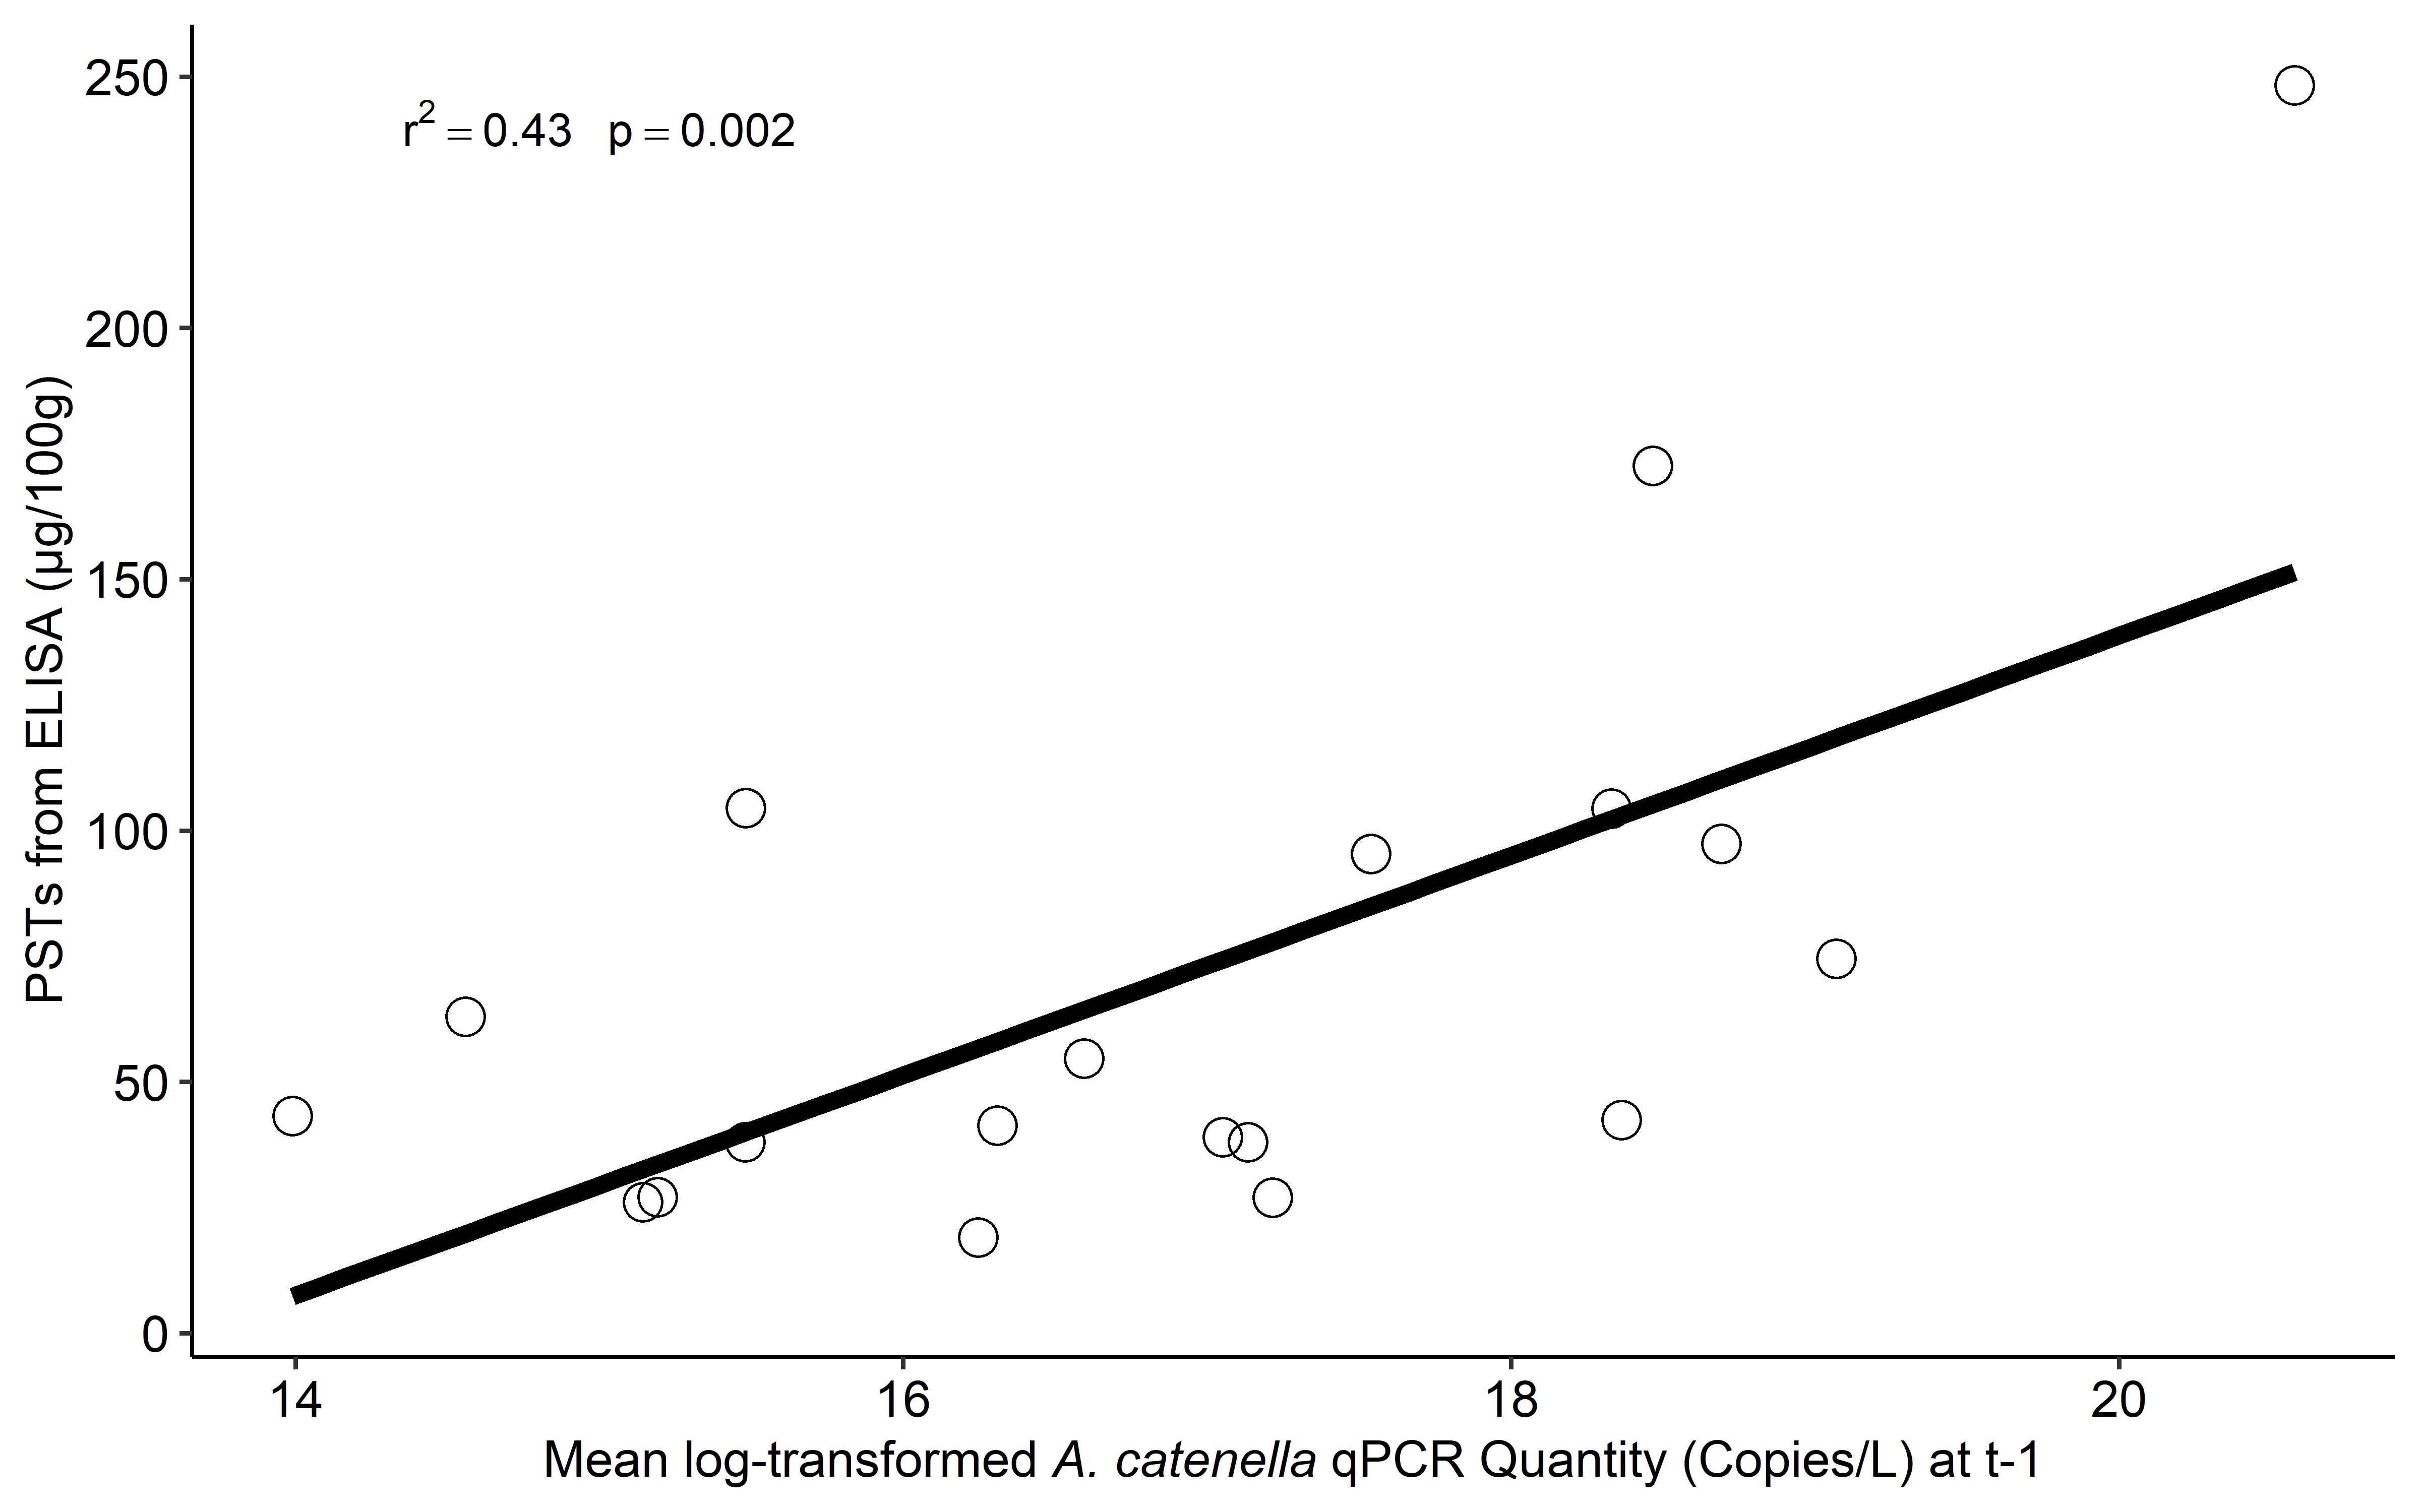 r² = 0.43 p = 0.002
PSTs from ELISA (µg/100g)
250
200
150
100
50
0
14 16 18 20
Mean log-transformed A. catenella qPCR Quantity (Copies/L) at t-1